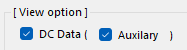 [ View option ]
DC Data ( Auxilary )